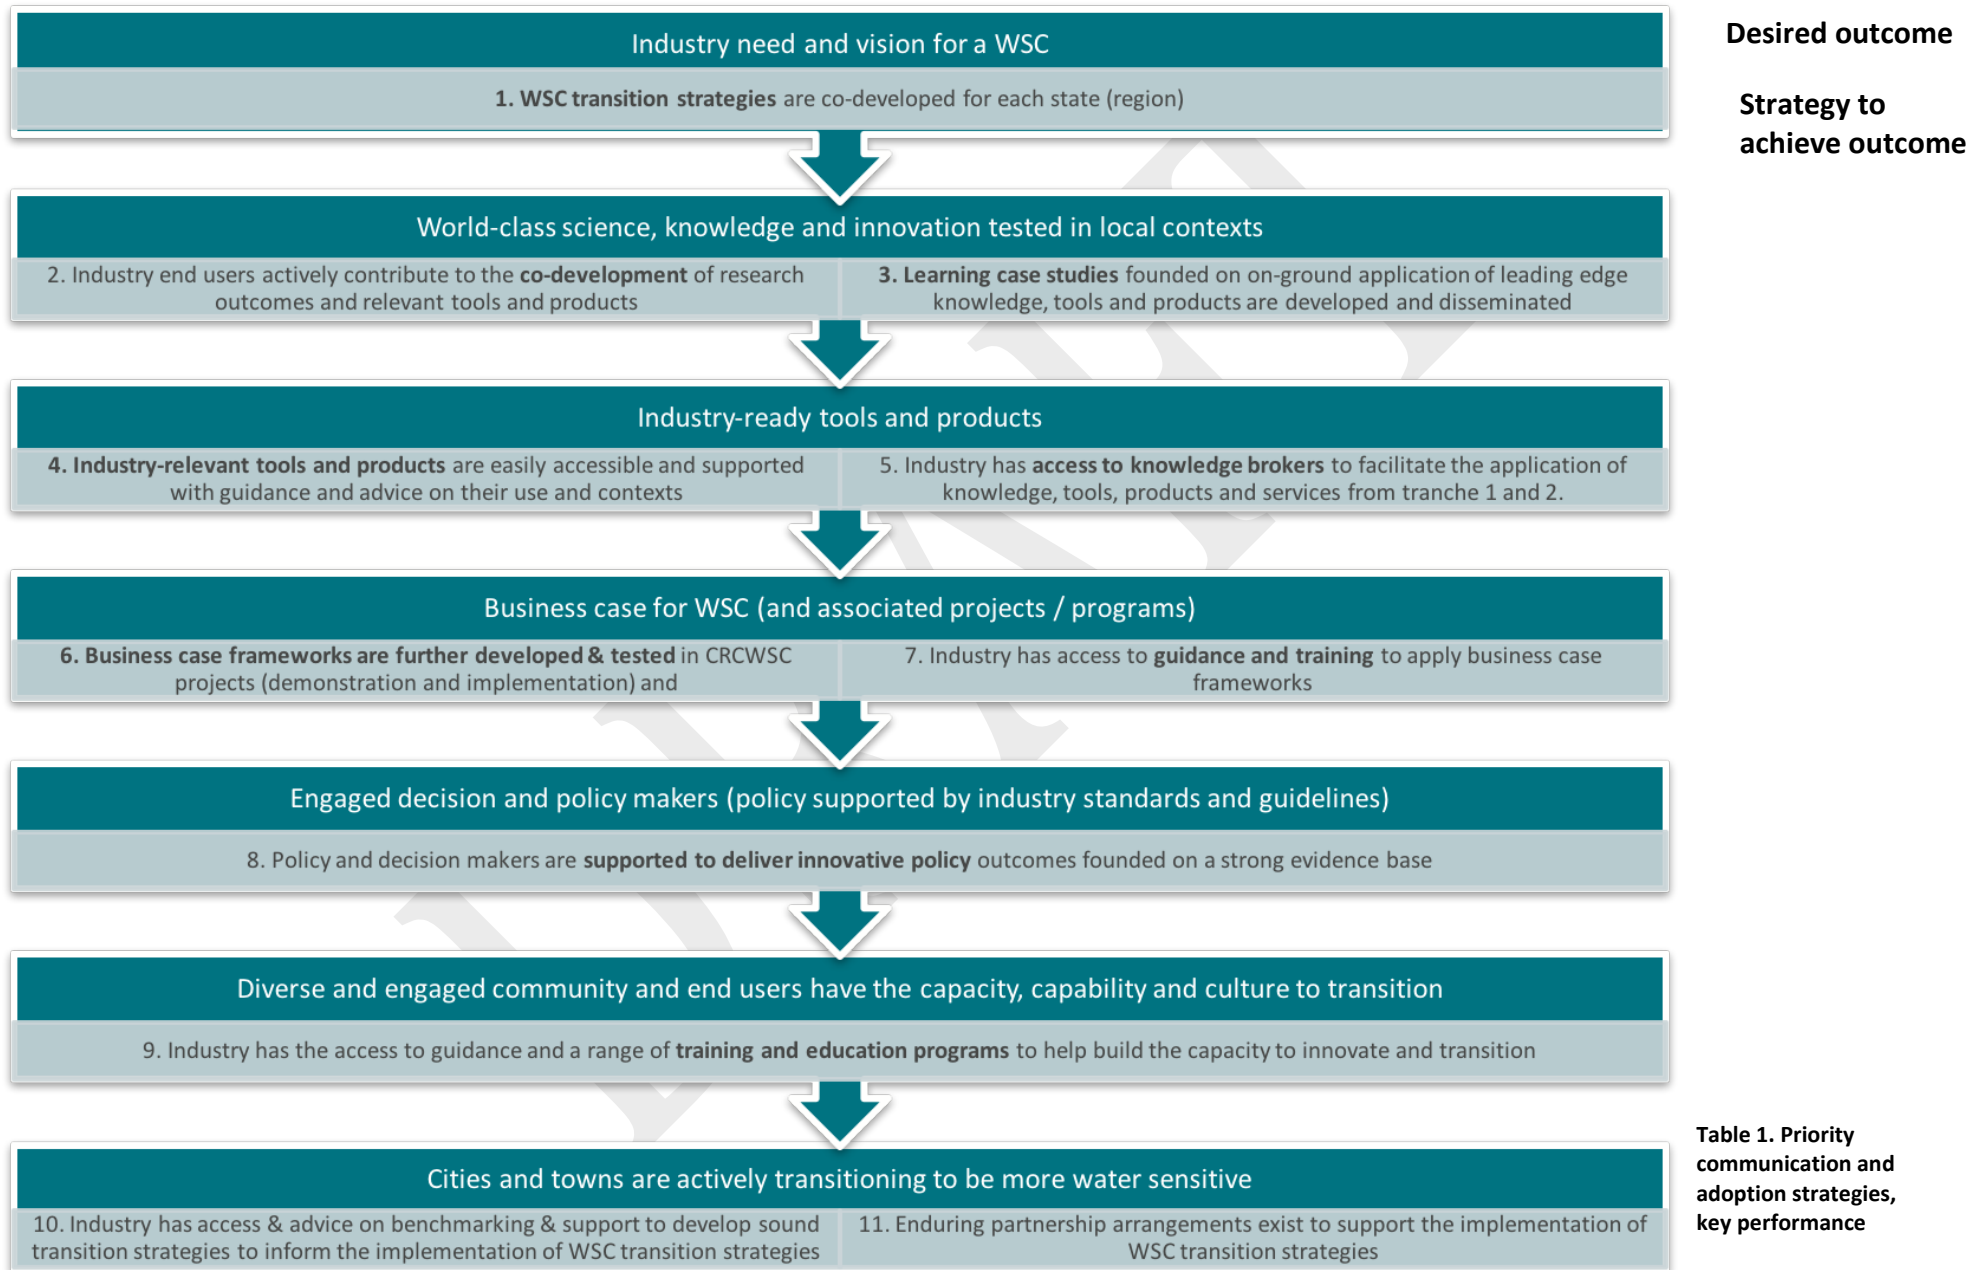 Industry need and vision for a WSC
Desired outcome
1. WSC transition strategies are co-developed for each state (region)
Strategy to
achieve outcome
World-class science, knowledge and innovation tested in local contexts
2. Industry end users actively contribute to the co-development of research
outcomes and relevant tools and products
3. Learning case studies founded on on-ground application of leading edge
knowledge, tools and products are developed and disseminated
Industry-ready tools and products
4. Industry-relevant tools and products are easily accessible and supported
with guidance and advice on their use and contexts
5. Industry has access to knowledge brokers to facilitate the application of
knowledge, tools, products and services from tranche 1 and 2.
Business case for WSC (and associated projects / programs)
6. Business case frameworks are further developed & tested in CRCWSC
projects (demonstration and implementation) and
7. Industry has access to guidance and training to apply business case
frameworks
Engaged decision and policy makers (policy supported by industry standards and guidelines)
8. Policy and decision makers are supported to deliver innovative policy outcomes founded on a strong evidence base
Diverse and engaged community and end users have the capacity, capability and culture to transition
9. Industry has the access to guidance and a range of training and education programs to help build the capacity to innovate and transition
Cities and towns are actively transitioning to be more water sensitive
10. Industry has access & advice on benchmarking & support to develop sound
transition strategies to inform the implementation of WSC transition strategies
11. Enduring partnership arrangements exist to support the implementation of
WSC transition strategies
Table 1. Priority
communication and
adoption strategies,
key performance
DRAFT